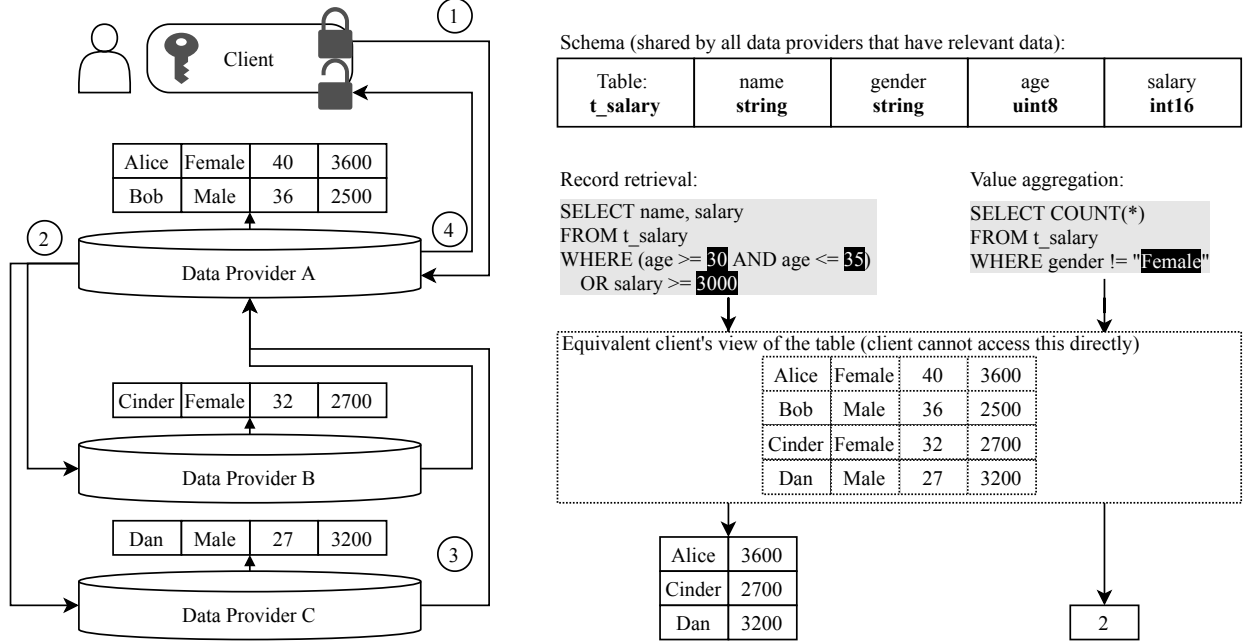 1
Client
Alice Female 40 3600
Bob Male 36 2500
2
4
Data Provider A
Cinder Female 32 2700
Data Provider B
Dan Male 27 3200
3
Data Provider C
Schema (shared by all data providers that have relevant data):
Table: name gender age salary
t_salary string string uint8 int16
Record retrieval:
SELECT name, salary
FROM t_salary
WHERE (age >= 30 AND age <= 35)
OR salary >= 3000
Value aggregation:
SELECT COUNT(*)
FROM t_salary
WHERE gender != "Female"
Equivalent client's view of the table (client cannot access this directly)
Alice Female 40 3600
Bob Male 36 2500
Cinder Female 32 2700
Dan Male 27 3200
Alice 3600
Cinder 2700
Dan 3200
2